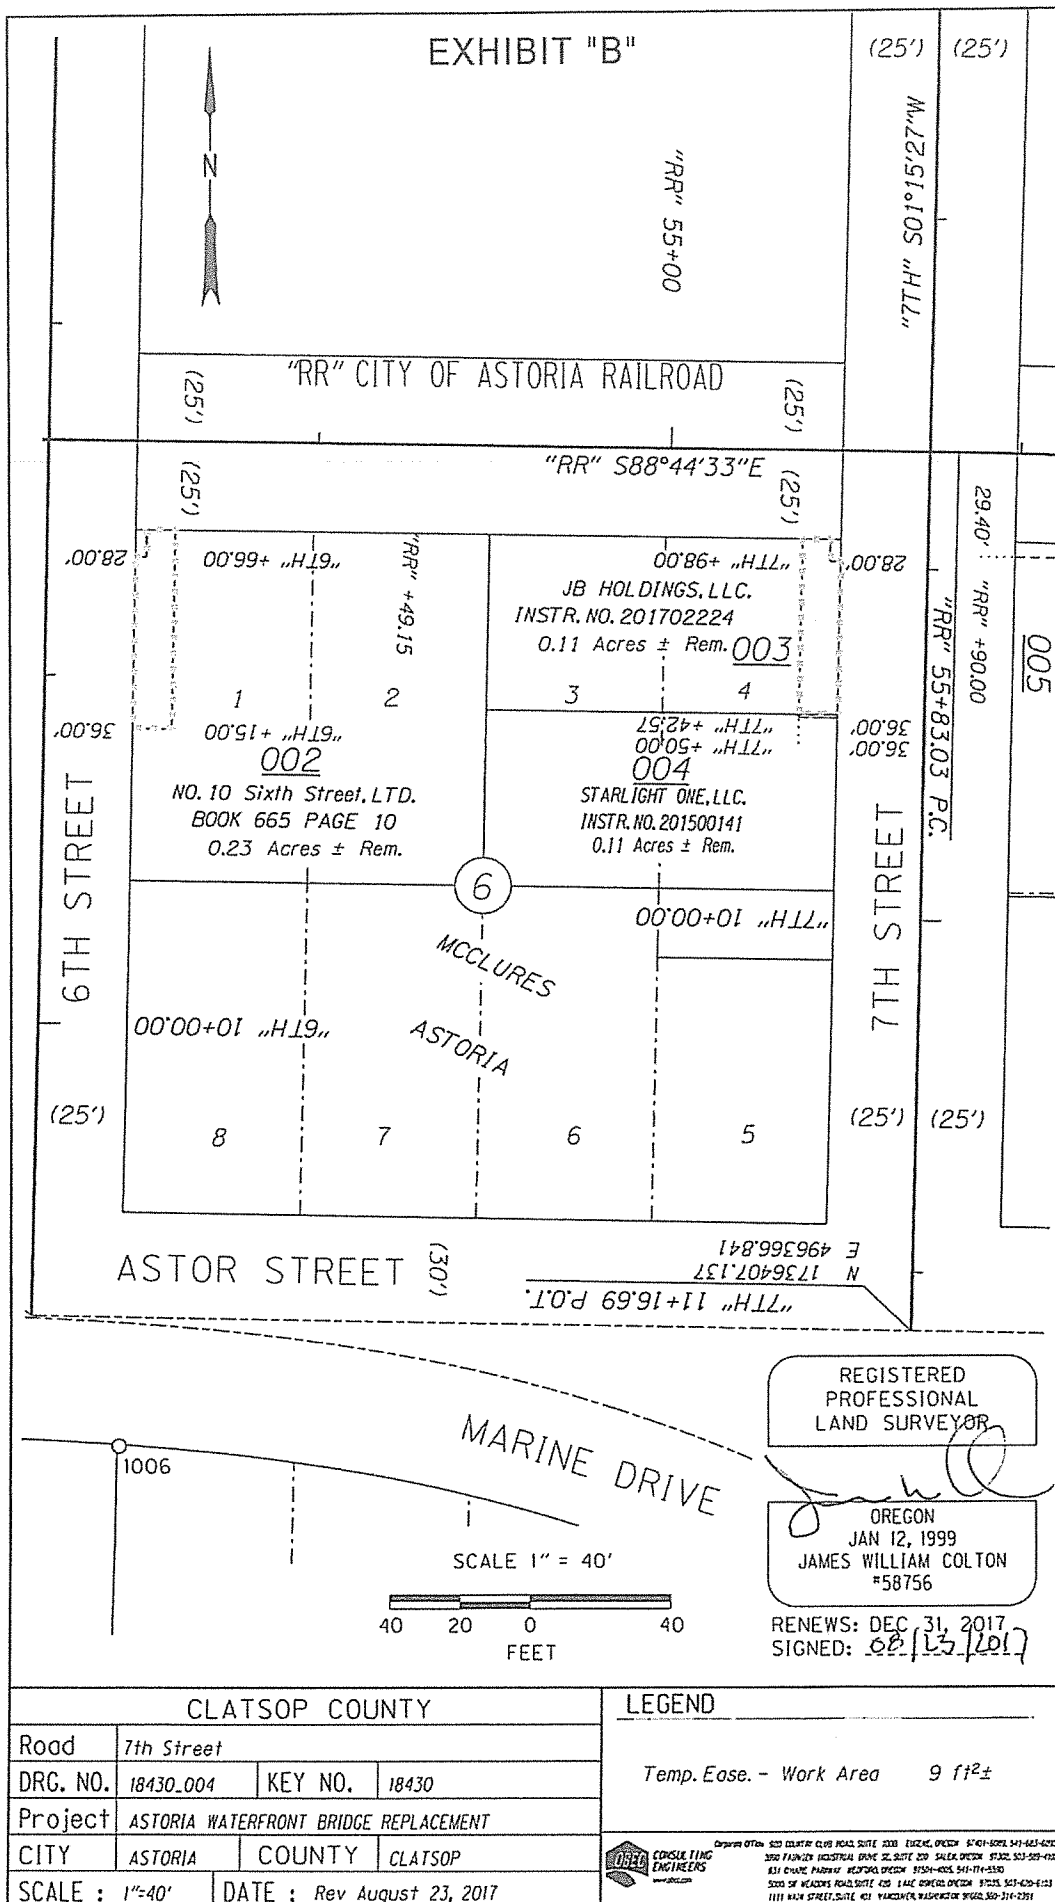 EXHIBIT "B"
(25') (25')
N
"RR" 55+00
"7TH" S01°15'27"W
"RR" CITY OF ASTORIA RAILROAD
(25')
(25')
"RR" S88°44'33"E
(25')
(25')
29.40' "RR" +90.00
28.00'
"6TH" +66.00
"RR" +49.15
"7TH" +98.00
28.00'
JB HOLDINGS, LLC.
INSTR. NO. 201702224
0.11 Acres ± Rem. 003
005
"RR" 55+83.03 P.C.
1
2
3
4
36.00'
"6TH" +15.00
"7TH" +42.57
36.00'
"7TH" +50.00
36.00'
002
004
NO. 10 Sixth Street, LTD.
BOOK 665 PAGE 10
0.23 Acres ± Rem.
STARLIGHT ONE, LLC.
INSTR. NO. 201500141
0.11 Acres ± Rem.
6TH STREET
7TH STREET
6
"7TH" 10+00.00
MCCLURES
ASTORIA
"6TH" 10+00.00
(25')
(25') (25')
8
7
6
5
ASTOR STREET (30')
"7TH" 11+16.69 P.O.T.
N 1736407.137
E 496366.841
MARINE DRIVE
1006
REGISTERED
PROFESSIONAL
LAND SURVEYOR
OREGON
JAN 12, 1999
JAMES WILLIAM COLTON
#58756
RENEWS: DEC 31, 2017
SIGNED: 08/23/2017
SCALE 1" = 40'
40 20 0 40
FEET
CLATSOP COUNTY
Road 7th Street
DRG. NO. 18430_004 KEY NO. 18430
Project ASTORIA WATERFRONT BRIDGE REPLACEMENT
CITY ASTORIA COUNTY CLATSOP
SCALE : 1"=40' DATE : Rev August 23, 2017
LEGEND
Temp. Ease. - Work Area 9 ft²±
OBEC CONSULTING
ENGINEERS